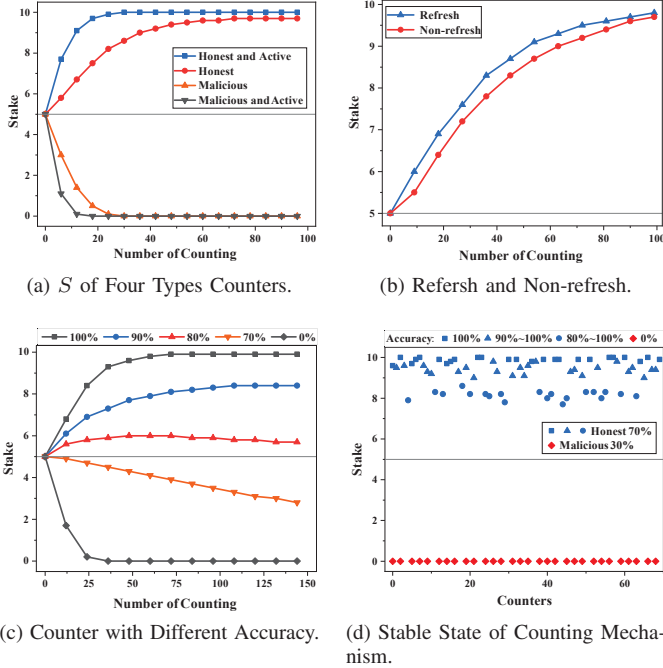 10
8
6
4
2
0
Stake
Honest and Active
Honest
Malicious
Malicious and Active
0 20 40 60 80 100
Number of Counting
(a) S of Four Types Counters.
10
9
8
7
6
5
Stake
Refresh
Non-refresh
0 20 40 60 80 100
Number of Counting
(b) Refersh and Non-refresh.
100% 90% 80% 70% 0%
10
8
6
4
2
0
Stake
0 25 50 75 100 125 150
Number of Counting
(c) Counter with Different Accuracy.
Accuracy: 100% 90%~100% 80%~100% 0%
10
8
6
4
2
0
Stake
Honest 70%
Malicious 30%
0 20 40 60
Counters
(d) Stable State of Counting Mecha-
nism.